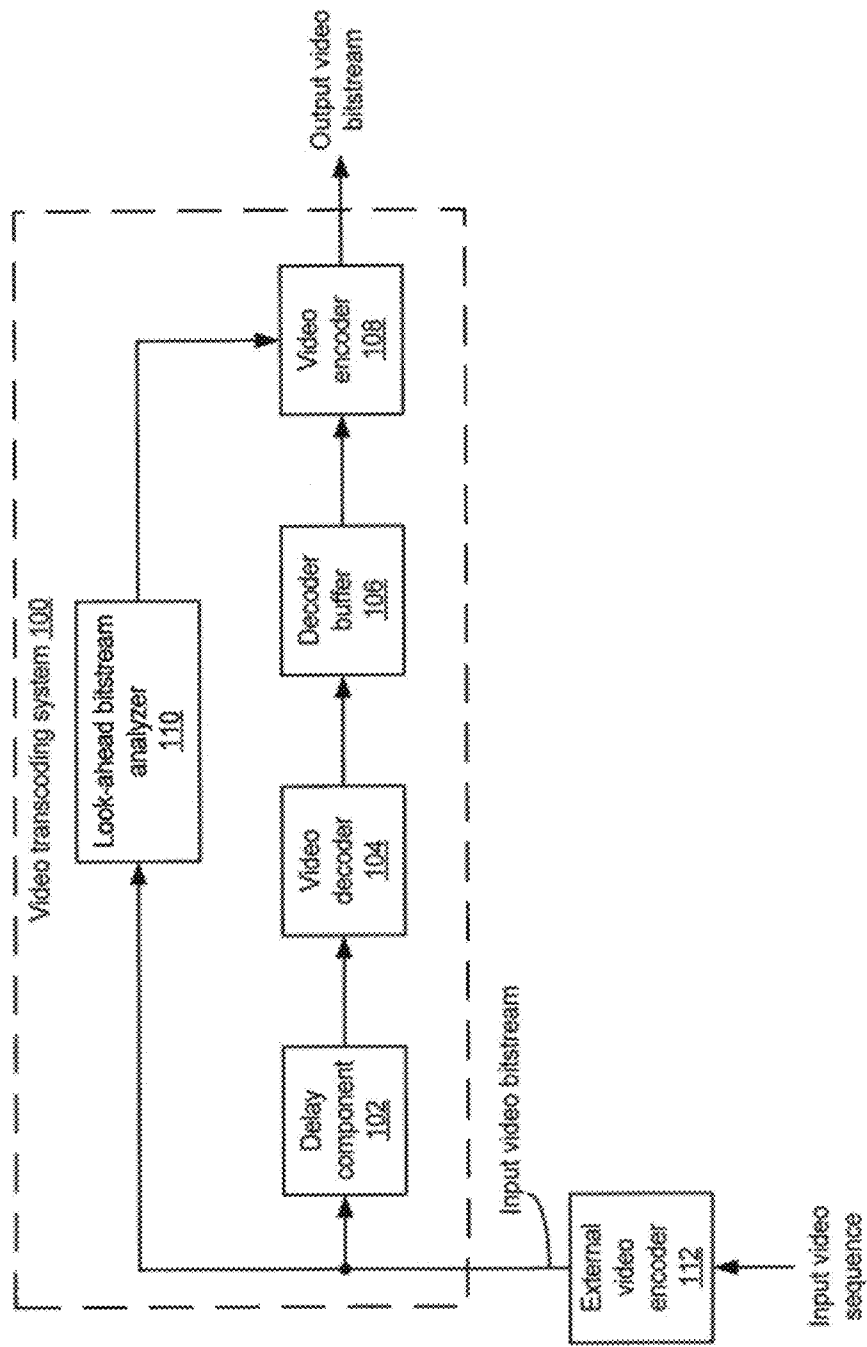 Video transcoding system 100
Look-ahead bitstream
analyzer
110
Delay
component
102
Video
decoder
104
Decoder
buffer
106
Video
encoder
108
Output video
bitstream
Input video bitstream
External
video
encoder
112
Input video
sequence